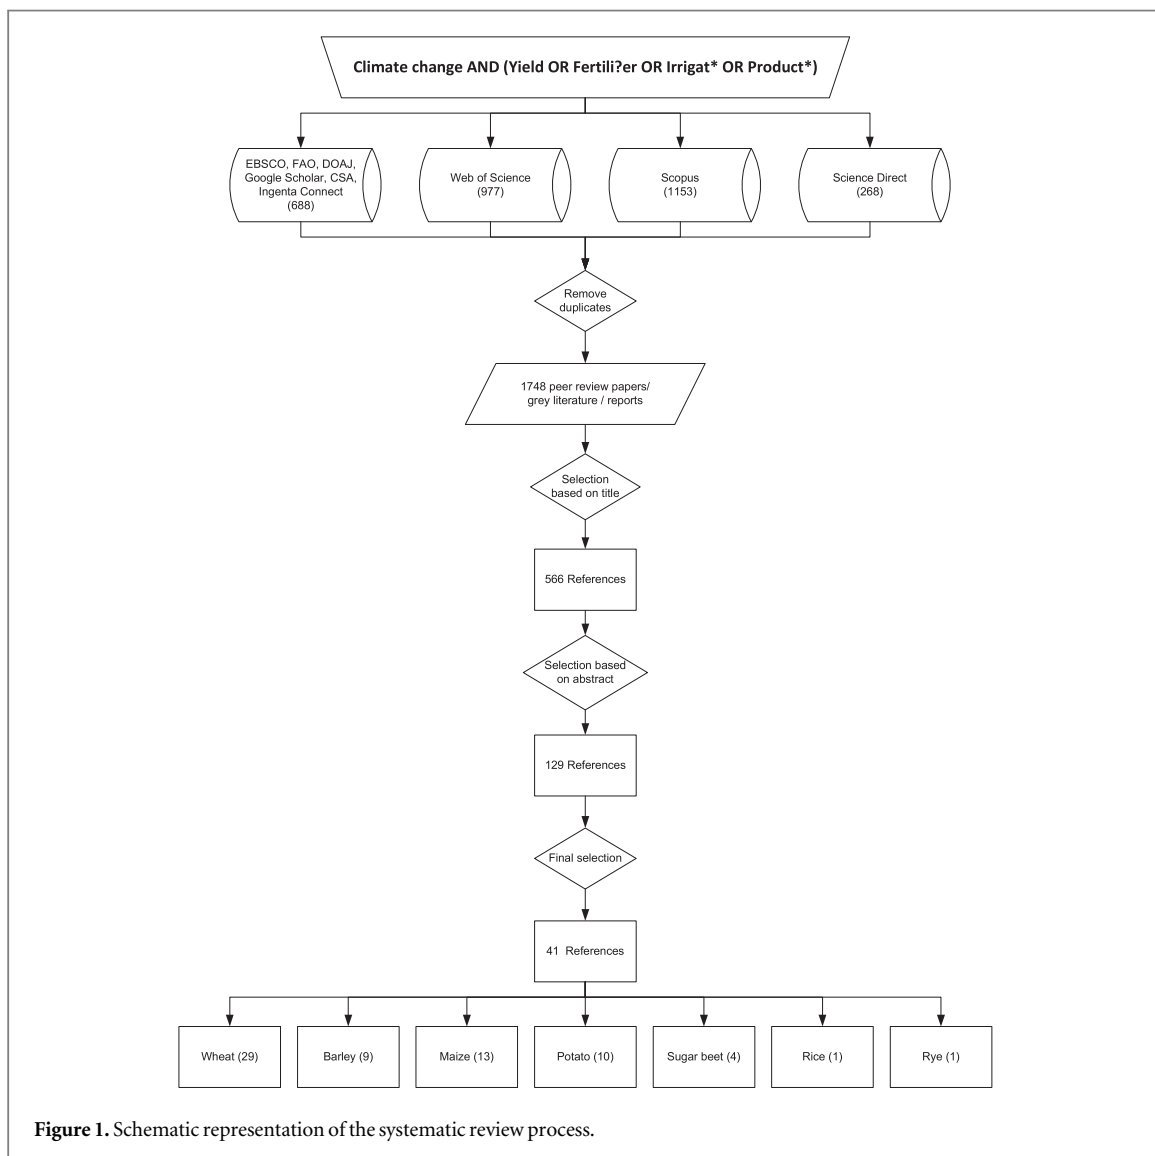 Climate change AND (Yield OR Fertili?er OR Irrigat* OR Product*)
EBSCO, FAO, DOAJ,
Google Scholar, CSA,
Ingenta Connect
(688)
Web of Science
(977)
Scopus
(1153)
Science Direct
(268)
Remove
duplicates
1748 peer review papers/
grey literature / reports
Selection
based on title
566 References
Selection based
on abstract
129 References
Final selection
41 References
Wheat (29)
Barley (9)
Maize (13)
Potato (10)
Sugar beet (4)
Rice (1)
Rye (1)
Figure 1. Schematic representation of the systematic review process.